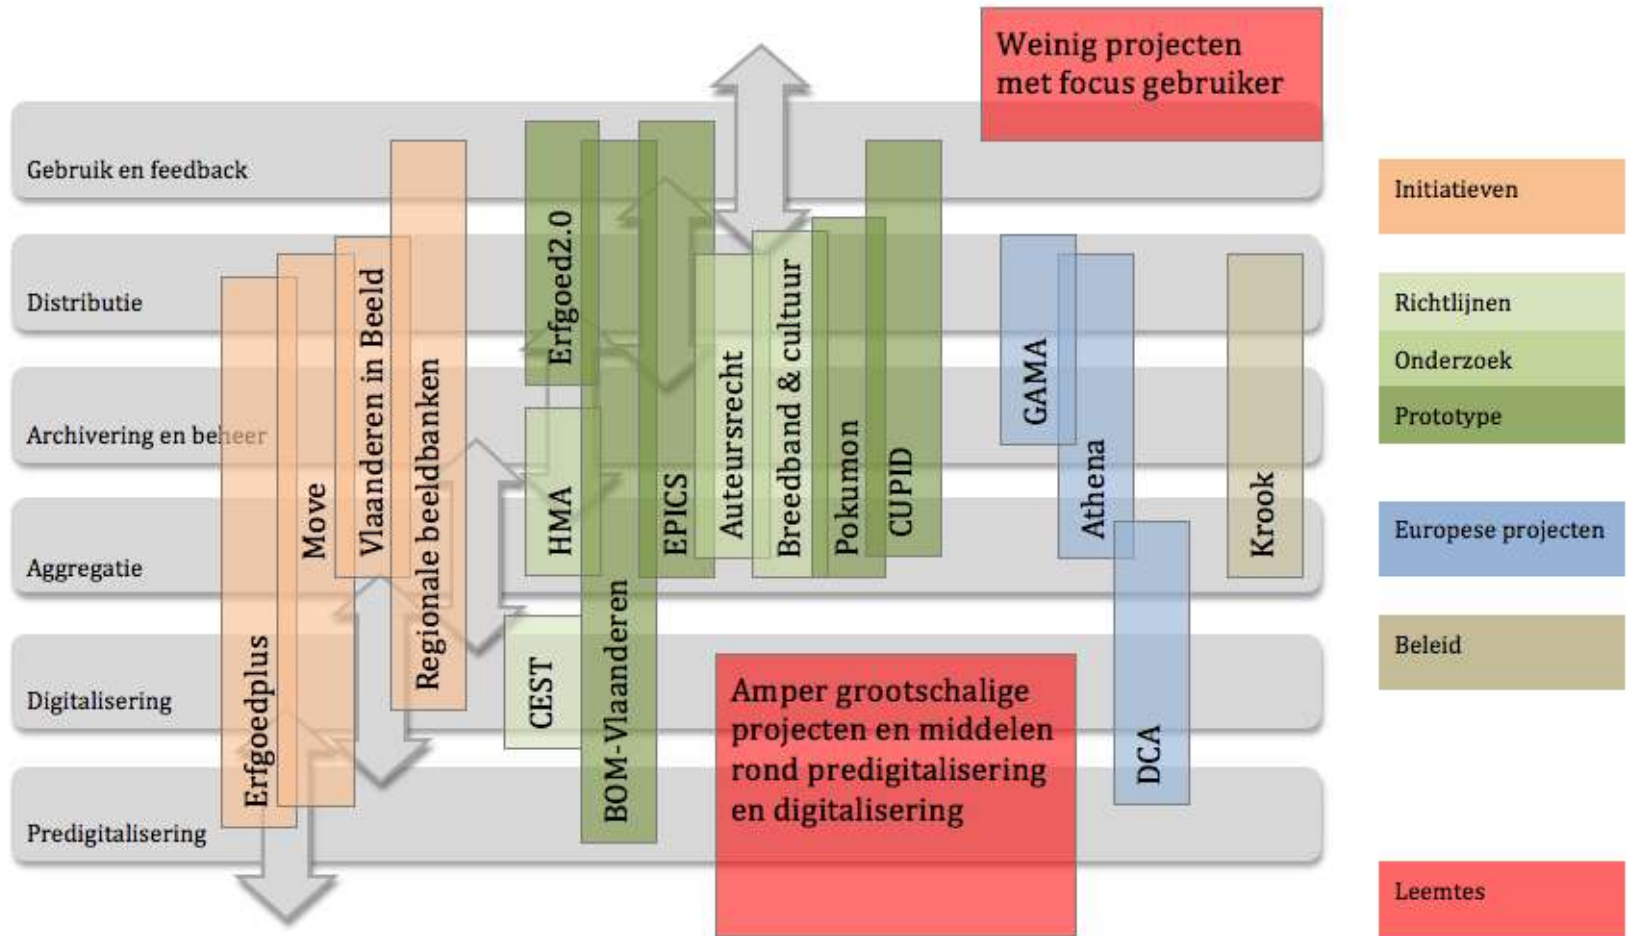 Weinig projecten
met focus gebruiker
Gebruik en feedback
Distributie
Archivering en beheer
Aggregatie
Digitalisering
Predigitalisering
Erfgoedplus
Move
Vlaanderen in Beeld
Regionale beeldbanken
Erfgoed2.0
HMA
CEST
BOM-Vlaanderen
EPICS
Auteursrecht
Breedband & cultuur
Pokumon
CUPID
GAMA
Athena
DCA
Krook
Amper grootschalige
projecten en middelen
rond predigitalisering
en digitalisering
Initiatieven
Richtlijnen
Onderzoek
Prototype
Europese projecten
Beleid
Leemtes